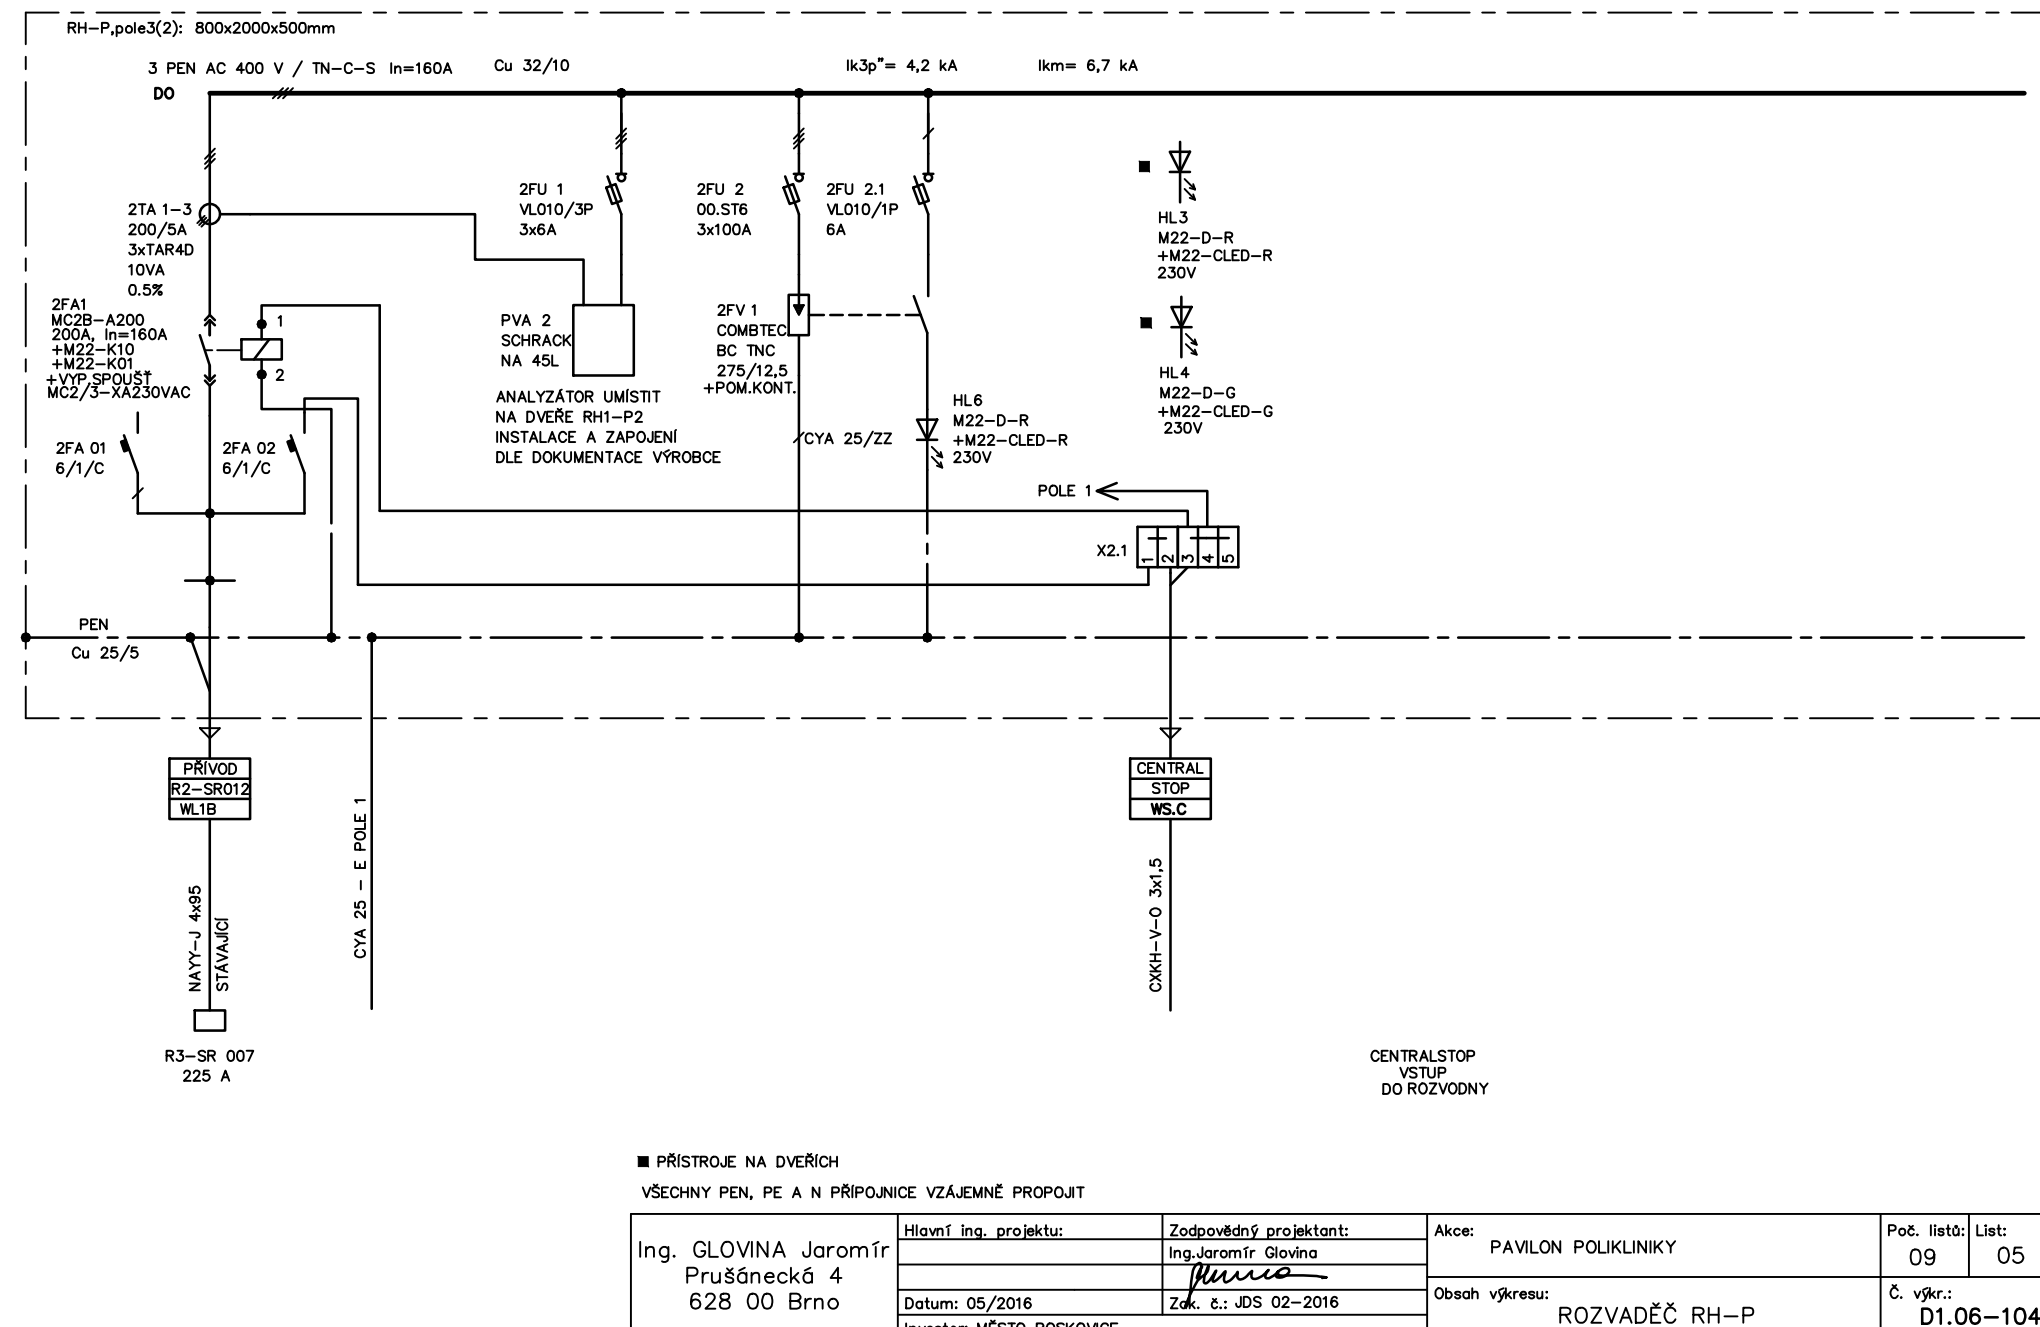 RH-P,pole3(2): 800x2000x500mm
3 PEN AC 400 V / TN-C-S In=160A Cu 32/10 Ik3p"= 4,2 kA Ikm= 6,7 kA
DO
2TA 1-3
200/5A
3xTAR4D
10VA
0.5%
2FU 1
VL010/3P
3x6A
2FU 2
00.ST6
3x100A
2FU 2.1
VL010/1P
6A
HL3
M22-D-R
+M22-CLED-R
230V
2FA1
MC2B-A200
200A, In=160A
+M22-K10
+M22-K01
+VYP.SPOUŠŤ
MC2/3-XA230VAC
1
2
PVA 2
SCHRACK
NA 45L
ANALYZÁTOR UMÍSTIT
NA DVEŘE RH1-P2
INSTALACE A ZAPOJENÍ
DLE DOKUMENTACE VÝROBCE
2FV 1
COMBTEC
BC TNC
275/12,5
+POM.KONT.
HL4
M22-D-G
+M22-CLED-G
230V
HL6
M22-D-R
+M22-CLED-R
230V
2FA 01
6/1/C
2FA 02
6/1/C
CYA 25/ZZ
POLE 1
X2.1
1 2 3 4 5
PEN
Cu 25/5
PŘÍVOD
R2-SR012
WL1B
CENTRAL
STOP
WS.C
NAYY-J 4x95
STÁVAJÍCÍ
CYA 25 - E POLE 1
CXKH-V-O 3x1,5
R3-SR 007
225 A
CENTRALSTOP
VSTUP
DO ROZVODNY
■ PŘÍSTROJE NA DVEŘÍCH
VŠECHNY PEN, PE A N PŘÍPOJNICE VZÁJEMNĚ PROPOJIT
Ing. GLOVINA Jaromír
Prušánecká 4
628 00 Brno
Hlavní ing. projektu:
Zodpovědný projektant:
Ing.Jaromír Glovina
Datum: 05/2016
Zak. č.: JDS 02-2016
Investor: MĚSTO BOSKOVICE
Akce:
PAVILON POLIKLINIKY
Poč. listů:
09
List:
05
Obsah výkresu:
ROZVADĚČ RH-P
Č. výkr.:
D1.06-104